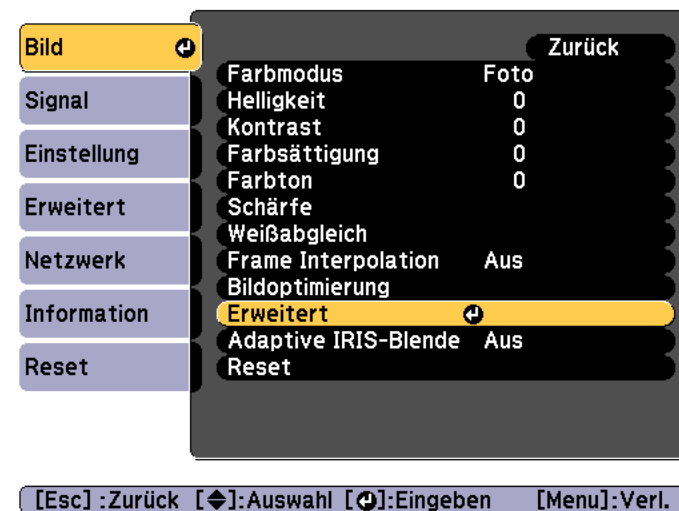 Bild
Signal
Einstellung
Erweitert
Netzwerk
Information
Reset
Zurück
Farbmodus Foto
Helligkeit 0
Kontrast 0
Farbsättigung 0
Farbton 0
Schärfe
Weißabgleich
Frame Interpolation Aus
Bildoptimierung
Erweitert
Adaptive IRIS-Blende Aus
Reset
[Esc] :Zurück [◆]:Auswahl [⏎]:Eingeben [Menu]:Verl.